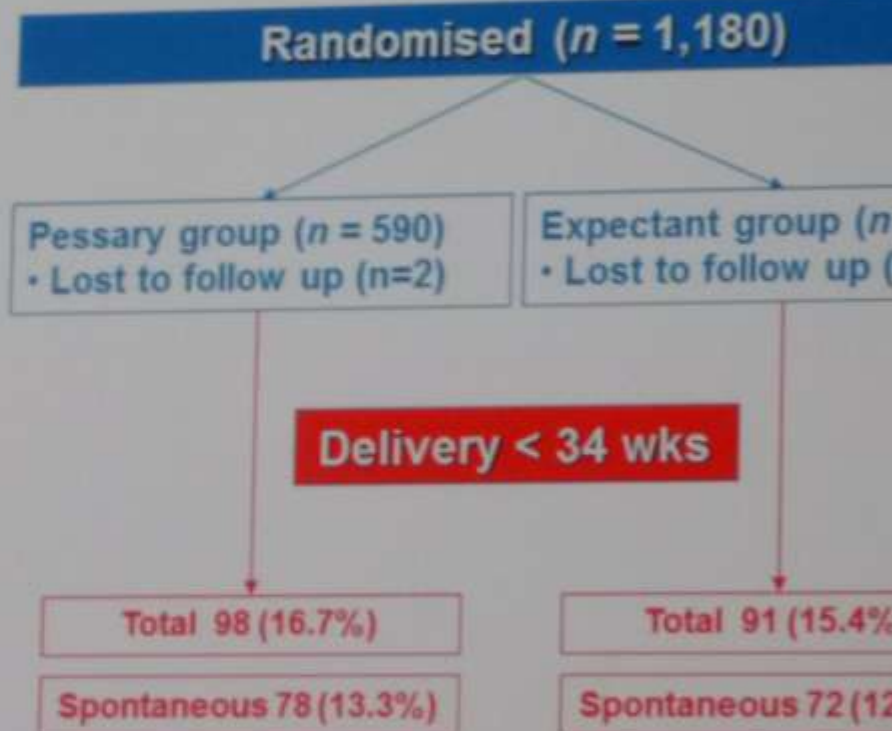 Randomised (n = 1,180)
Pessary group (n = 590)
• Lost to follow up (n=2)
Expectant group (n
• Lost to follow up (
Delivery < 34 wks
Total 98 (16.7%)
Total 91 (15.4%
Spontaneous 78 (13.3%)
Spontaneous 72 (12